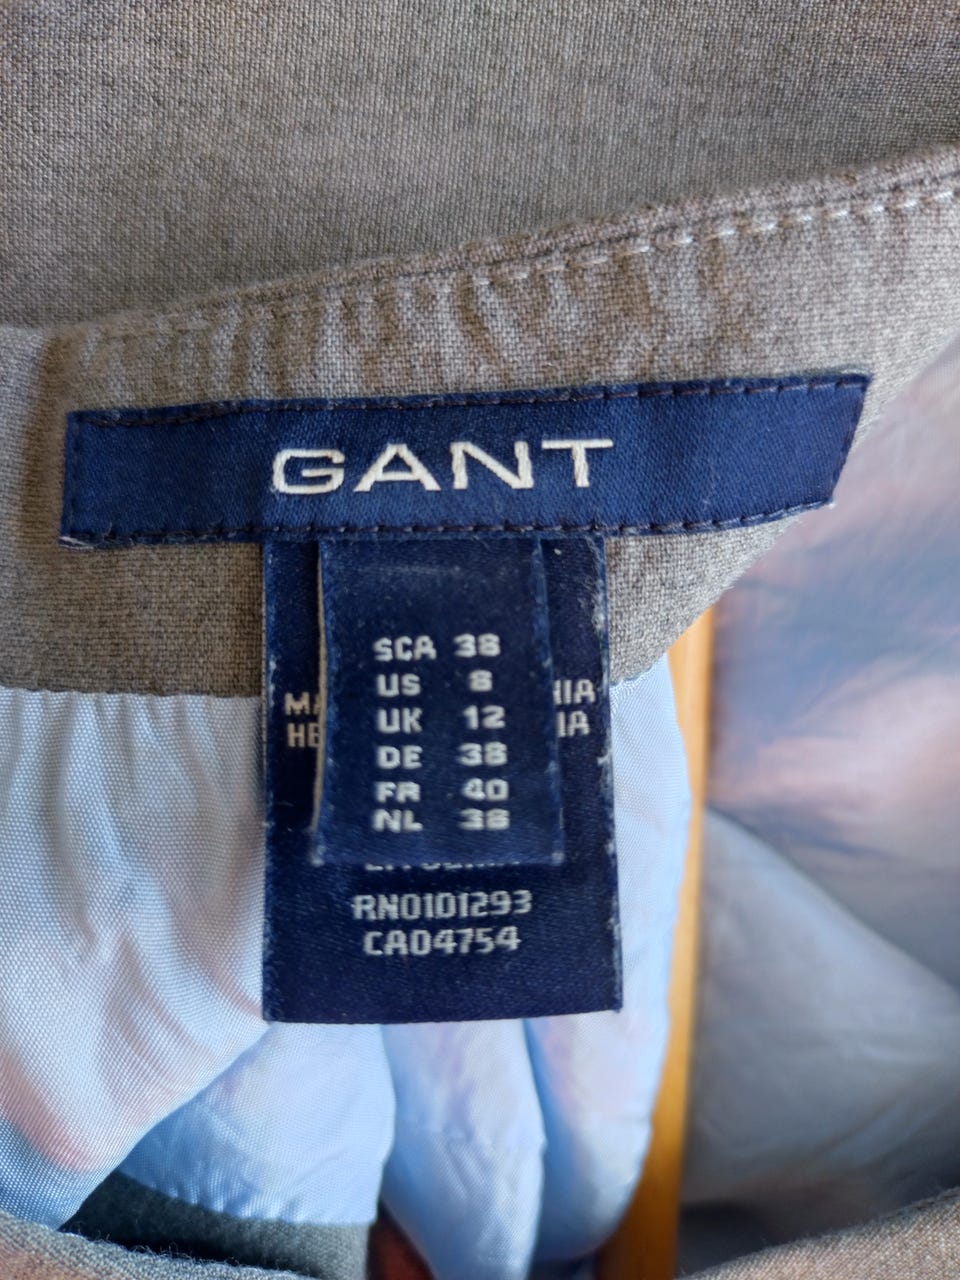 GANT
SCA 38
US 8
UK 12
DE 38
FR 40
NL 38
RN0101293
CA04754